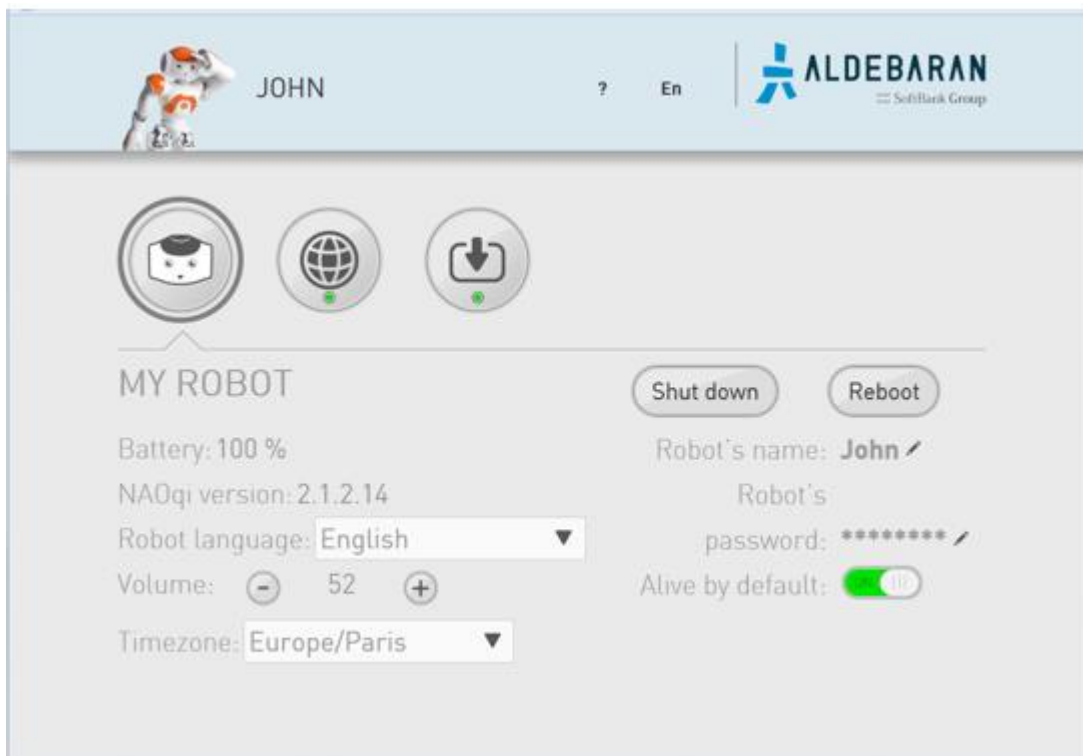 JOHN
? En
ALDEBARAN
SoftBank Group
MY ROBOT
Shut down Reboot
Battery: 100 %
Robot's name: John
NAOqi version: 2.1.2.14
Robot's
password: ********
Robot language: English
Volume: - 52 +
Alive by default:
Timezone: Europe/Paris